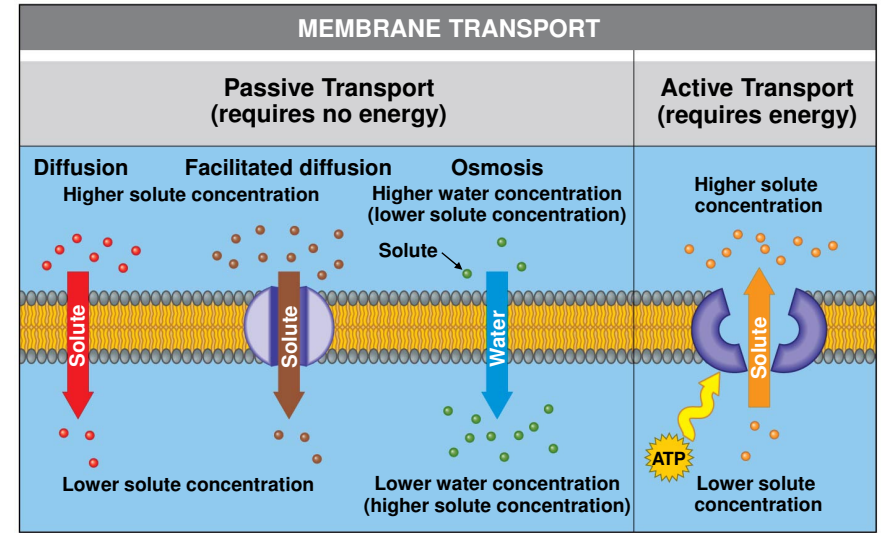 MEMBRANE TRANSPORT
Passive Transport
(requires no energy)
Active Transport
(requires energy)
Diffusion
Facilitated diffusion
Osmosis
Higher solute concentration
Higher water concentration
(lower solute concentration)
Higher solute
concentration
Solute
Solute
Solute
Water
Solute
ATP
Lower solute concentration
Lower water concentration
(higher solute concentration)
Lower solute
concentration